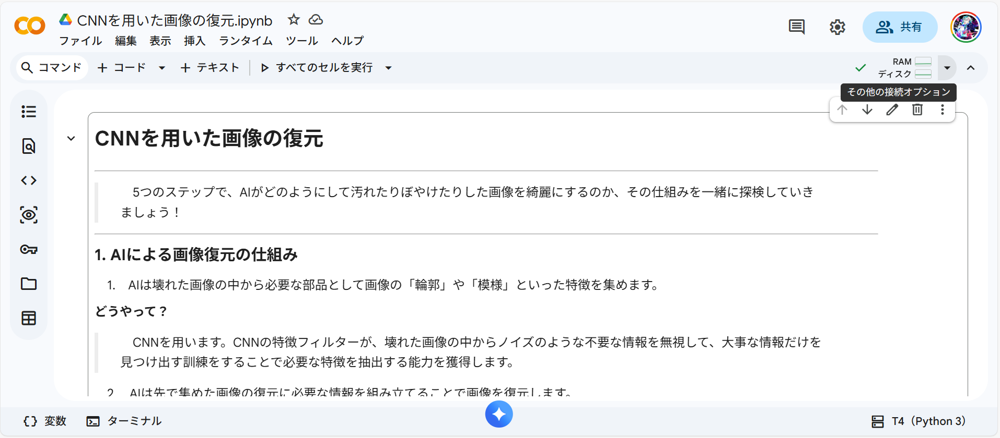 CNNを用いた画像の復元.ipynb
ファイル 編集 表示 挿入 ランタイム ツール ヘルプ
共有
コマンド + コード + テキスト すべてのセルを実行
RAM
ディスク
その他の接続オプション
CNNを用いた画像の復元
5つのステップで、AIがどのようにして汚れたりぼやけたりした画像を綺麗にするのか、その仕組みを一緒に探検していき
ましょう！
1. AIによる画像復元の仕組み
1. AIは壊れた画像の中から必要な部品として画像の「輪郭」や「模様」といった特徴を集めます。
どうやって？
CNNを用います。CNNの特徴フィルターが、壊れた画像の中からノイズのような不要な情報を無視して、大事な情報だけを
見つけ出す訓練をすることで必要な特徴を抽出する能力を獲得します。
2. AIは先で集めた画像の復元に必要な情報を組み立てることで画像を復元します。
変数 ターミナル
T4（Python 3）